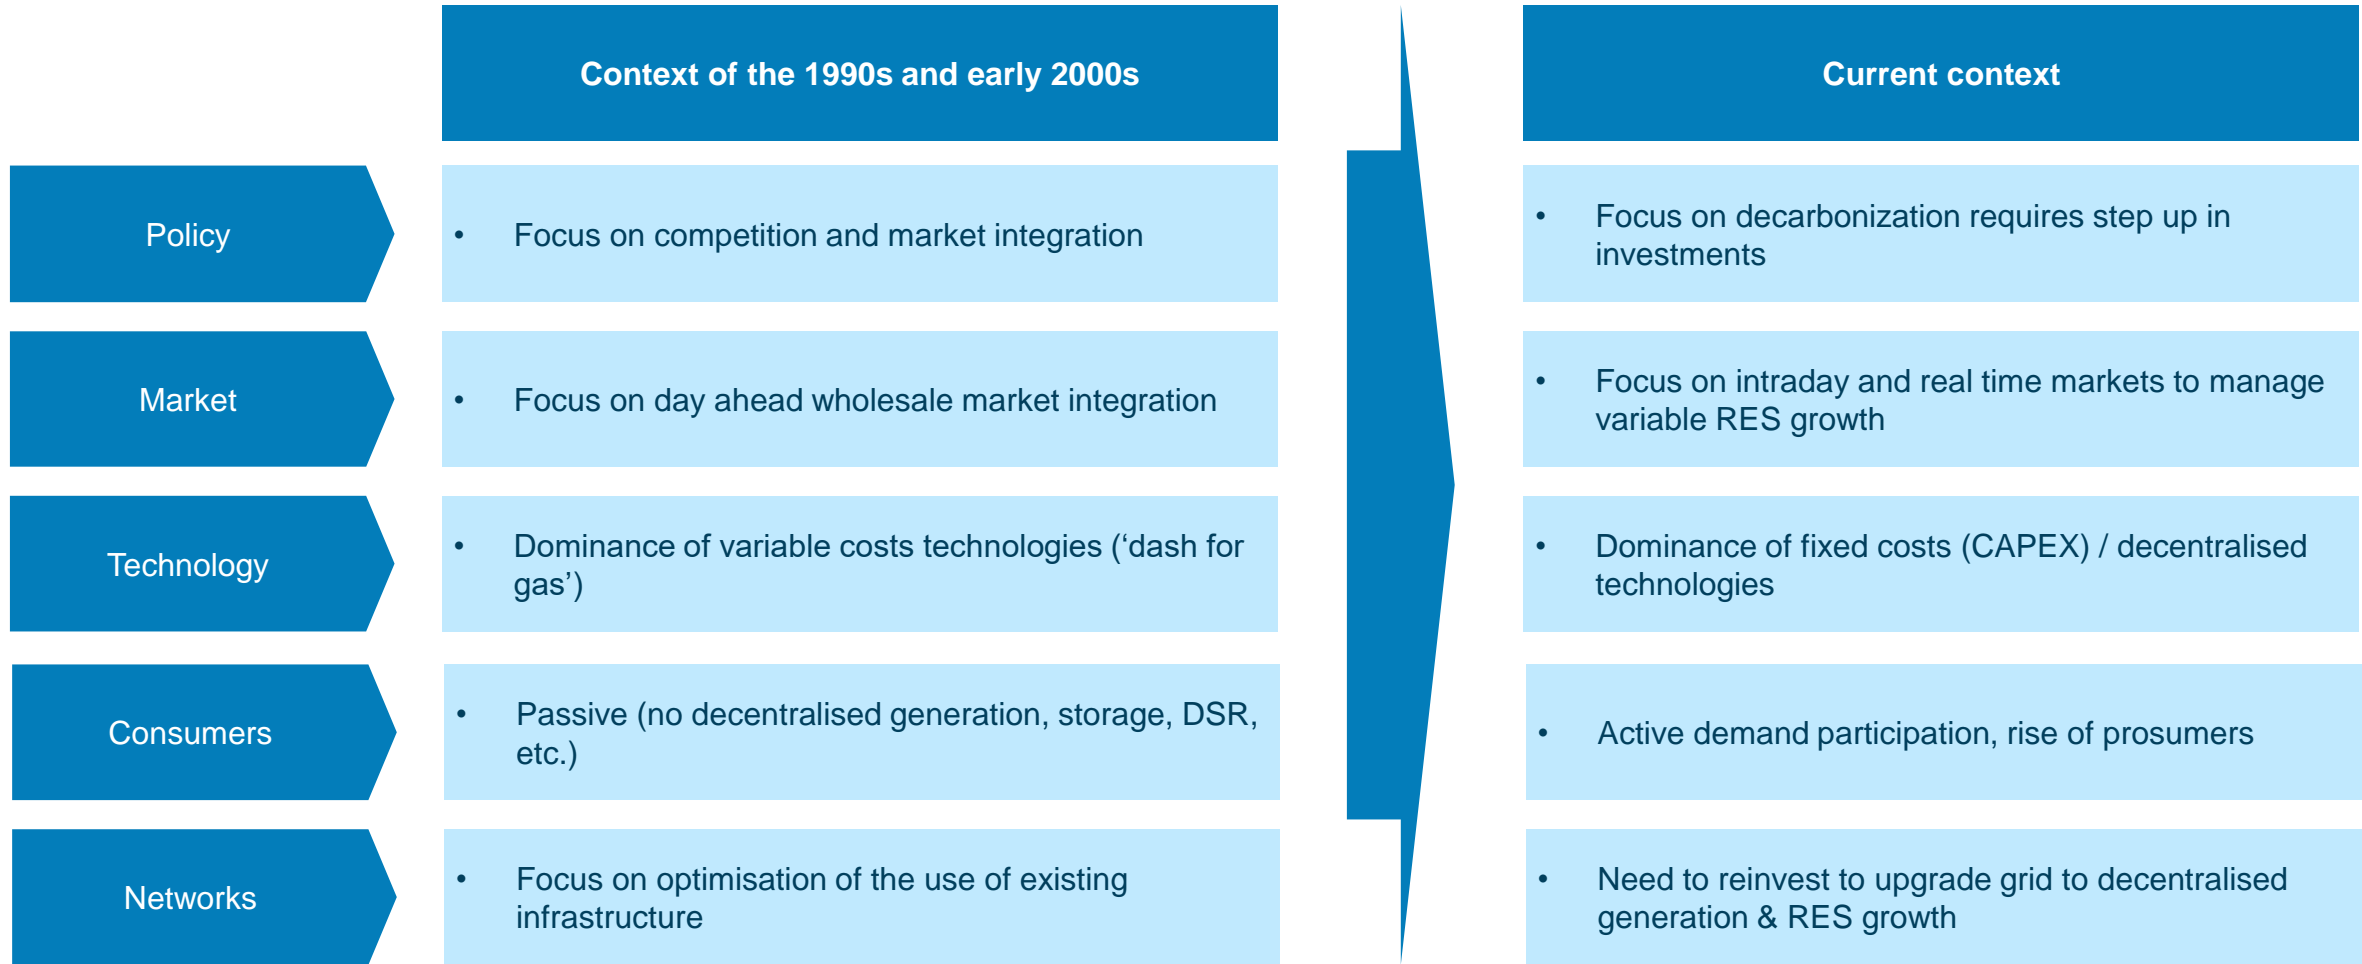 Context of the 1990s and early 2000s
Current context
Policy
• Focus on competition and market integration
• Focus on decarbonization requires step up in
investments
Market
• Focus on day ahead wholesale market integration
• Focus on intraday and real time markets to manage
variable RES growth
Technology
• Dominance of variable costs technologies (‘dash for
gas’)
• Dominance of fixed costs (CAPEX) / decentralised
technologies
Consumers
• Passive (no decentralised generation, storage, DSR,
etc.)
• Active demand participation, rise of prosumers
Networks
• Focus on optimisation of the use of existing
infrastructure
• Need to reinvest to upgrade grid to decentralised
generation & RES growth